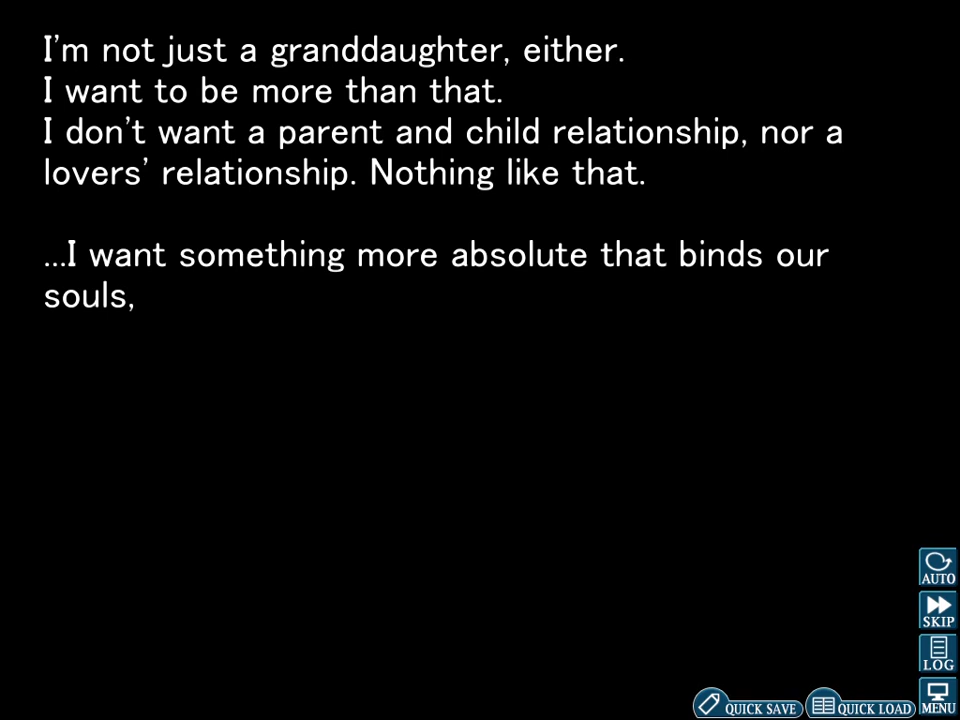 I'm not just a granddaughter, either.
I want to be more than that.
I don't want a parent and child relationship, nor a
lovers' relationship. Nothing like that.
...I want something more absolute that binds our
souls,
AUTO
SKIP
LOG
QUICK SAVE
QUICK LOAD
MENU